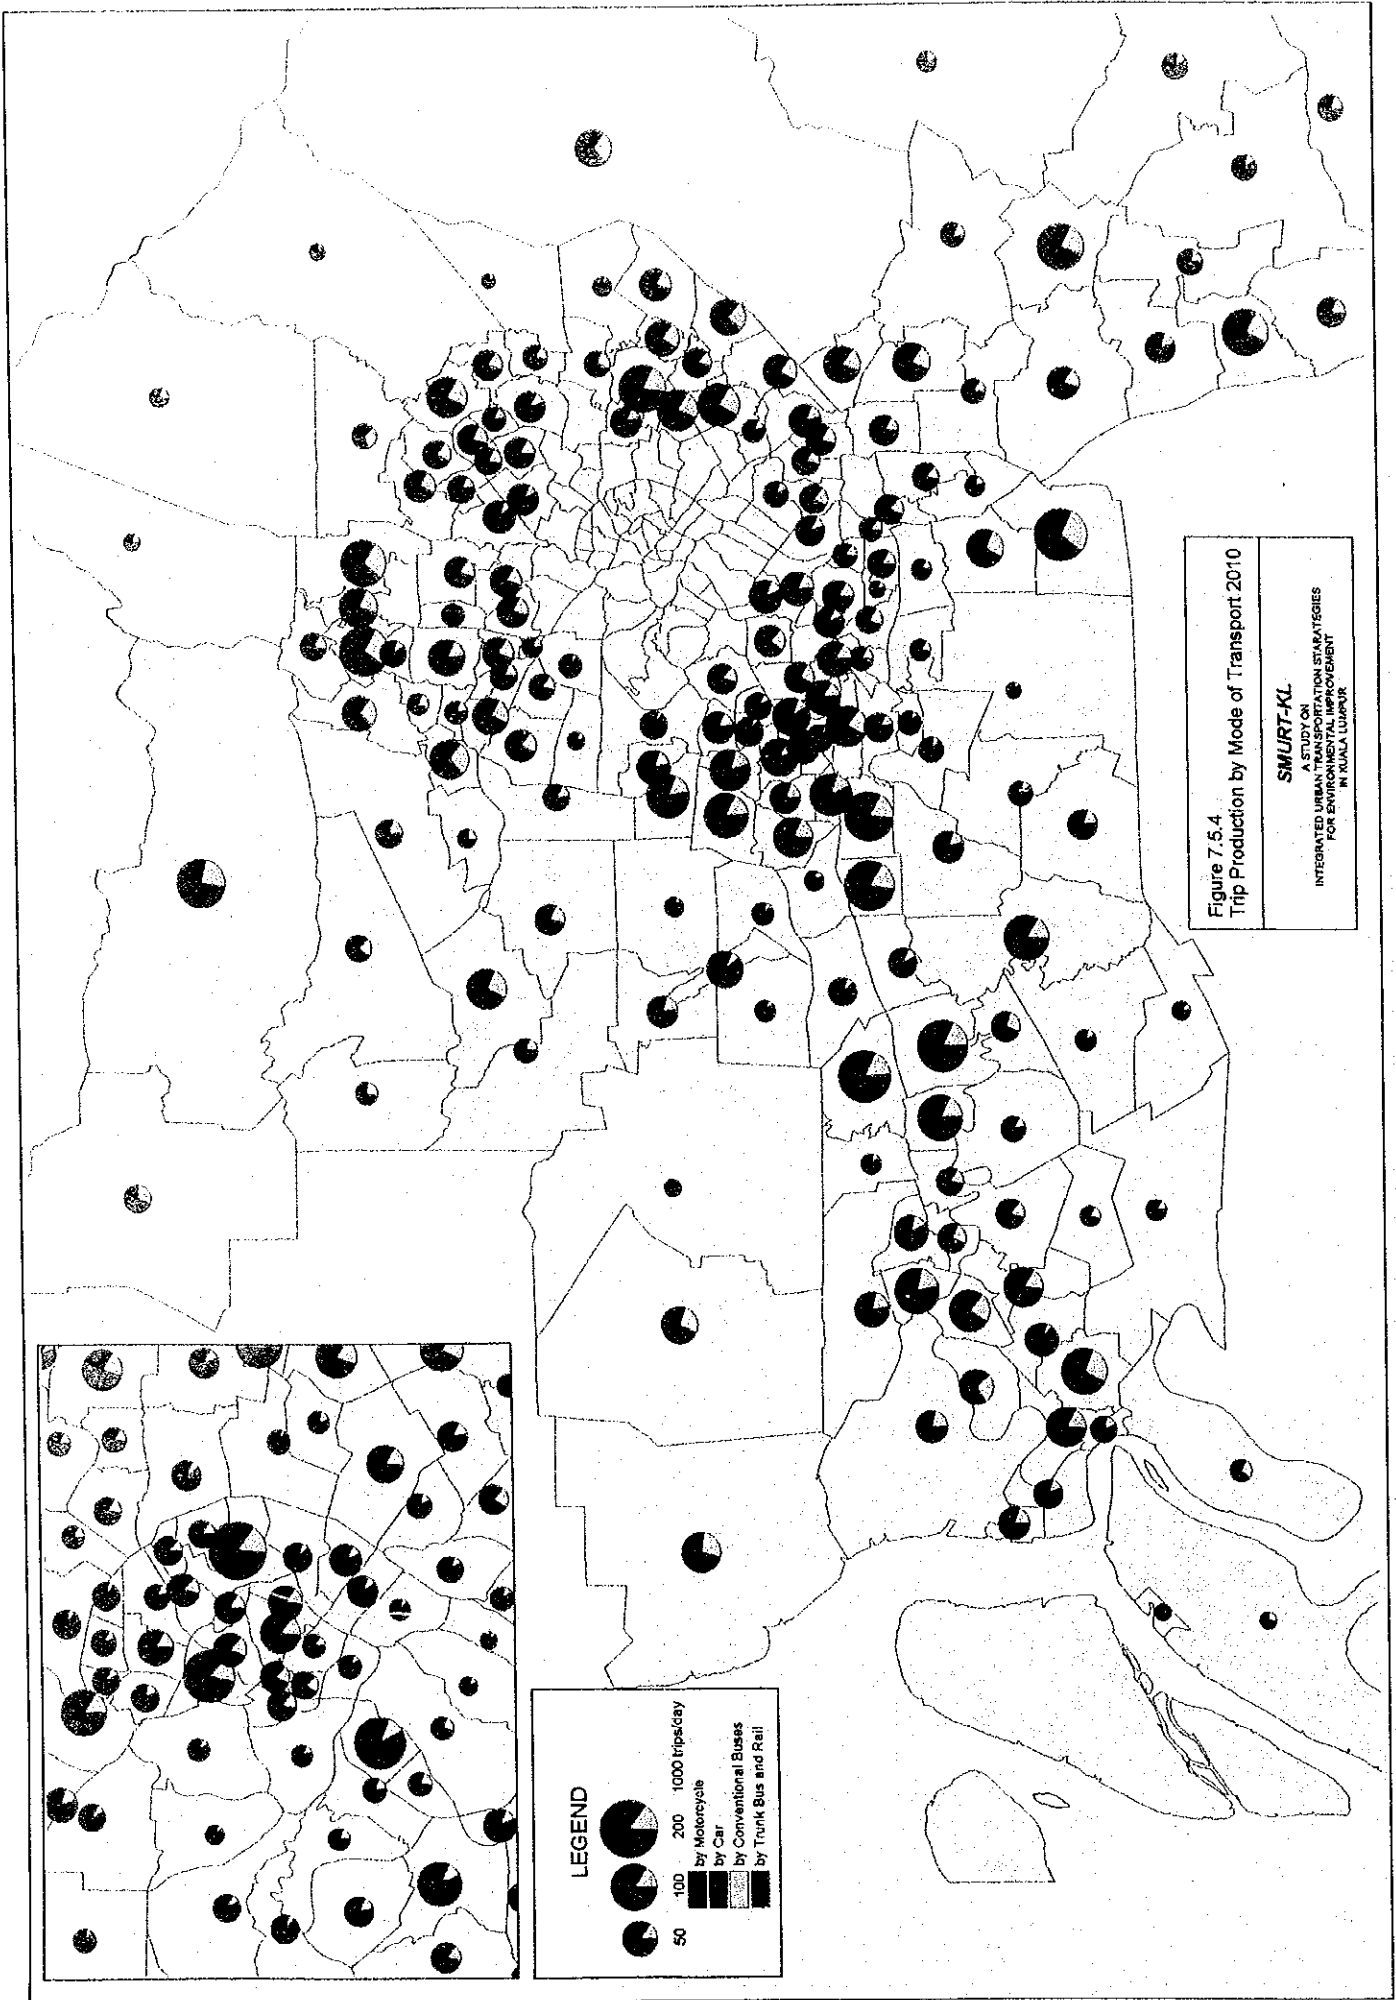 Figure 7.5.4
Trip Production by Mode of Transport 2010
SMURT-KL
A STUDY ON
INTEGRATED URBAN TRANSPORTATION STARATEGIES
FOR ENVIRONMENTAL IMPROVEMENT
IN KUALA LUMPUR
LEGEND
50 100 200 1000 trips/day
by Motorcycle
by Car
by Conventional Buses
by Trunk Bus and Rail